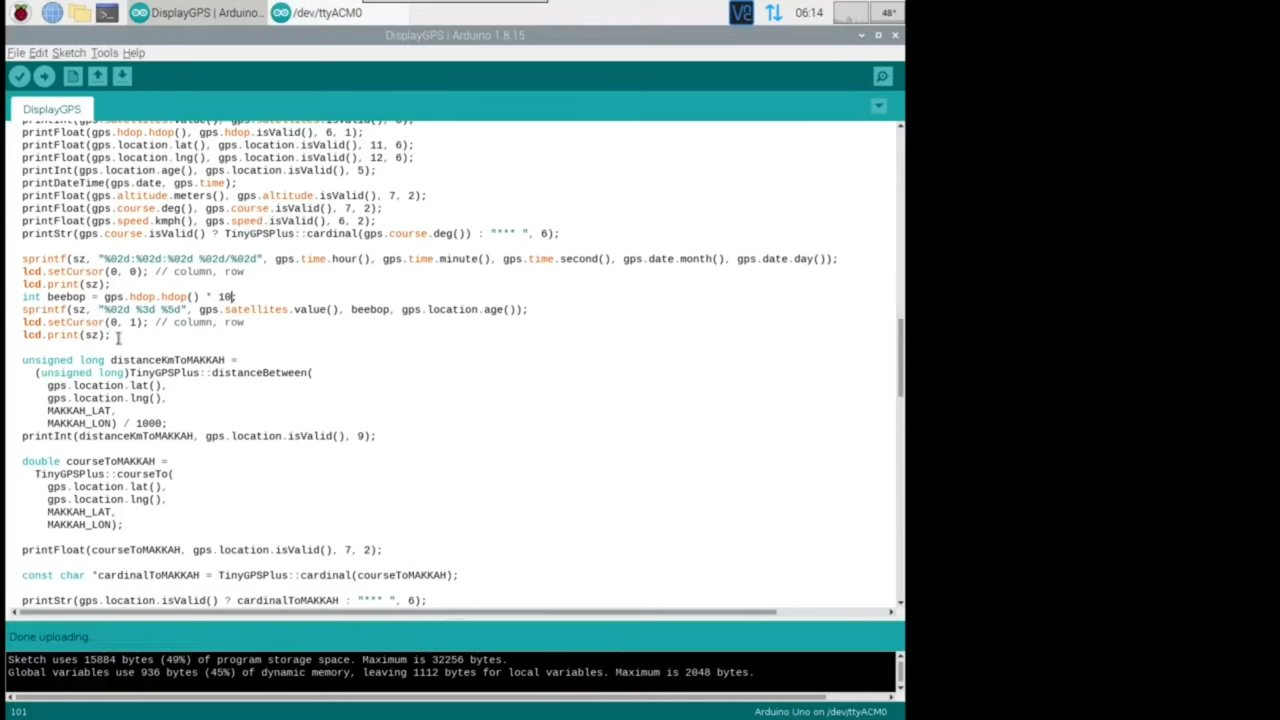 DisplayGPS | Arduino...
/dev/ttyACM0
V2
06:14
48°
DisplayGPS | Arduino 1.8.15
File Edit Sketch Tools Help
DisplayGPS
printFloat(gps.hdop.hdop(), gps.hdop.isValid(), 6, 1);
printFloat(gps.location.lat(), gps.location.isValid(), 11, 6);
printFloat(gps.location.lng(), gps.location.isValid(), 12, 6);
printInt(gps.location.age(), gps.location.isValid(), 5);
printDateTime(gps.date, gps.time);
printFloat(gps.altitude.meters(), gps.altitude.isValid(), 7, 2);
printFloat(gps.course.deg(), gps.course.isValid(), 7, 2);
printFloat(gps.speed.kmph(), gps.speed.isValid(), 6, 2);
printStr(gps.course.isValid() ? TinyGPSPlus::cardinal(gps.course.deg()) : "*** ", 6);
sprintf(sz, "%02d:%02d:%02d %02d/%02d", gps.time.hour(), gps.time.minute(), gps.time.second(), gps.date.month(), gps.date.day());
lcd.setCursor(0, 0); // column, row
lcd.print(sz);
int beebop = gps.hdop.hdop() * 10;
sprintf(sz, "%02d %3d %5d", gps.satellites.value(), beebop, gps.location.age());
lcd.setCursor(0, 1); // column, row
lcd.print(sz);
unsigned long distanceKmToMAKKAH =
(unsigned long)TinyGPSPlus::distanceBetween(
gps.location.lat(),
gps.location.lng(),
MAKKAH_LAT,
MAKKAH_LON) / 1000;
printInt(distanceKmToMAKKAH, gps.location.isValid(), 9);
double courseToMAKKAH =
TinyGPSPlus::courseTo(
gps.location.lat(),
gps.location.lng(),
MAKKAH_LAT,
MAKKAH_LON);
printFloat(courseToMAKKAH, gps.location.isValid(), 7, 2);
const char *cardinalToMAKKAH = TinyGPSPlus::cardinal(courseToMAKKAH);
printStr(gps.location.isValid() ? cardinalToMAKKAH : "*** ", 6);
Done uploading.
Sketch uses 15884 bytes (49%) of program storage space. Maximum is 32256 bytes.
Global variables use 936 bytes (45%) of dynamic memory, leaving 1112 bytes for local variables. Maximum is 2048 bytes.
101
Arduino Uno on /dev/ttyACM0